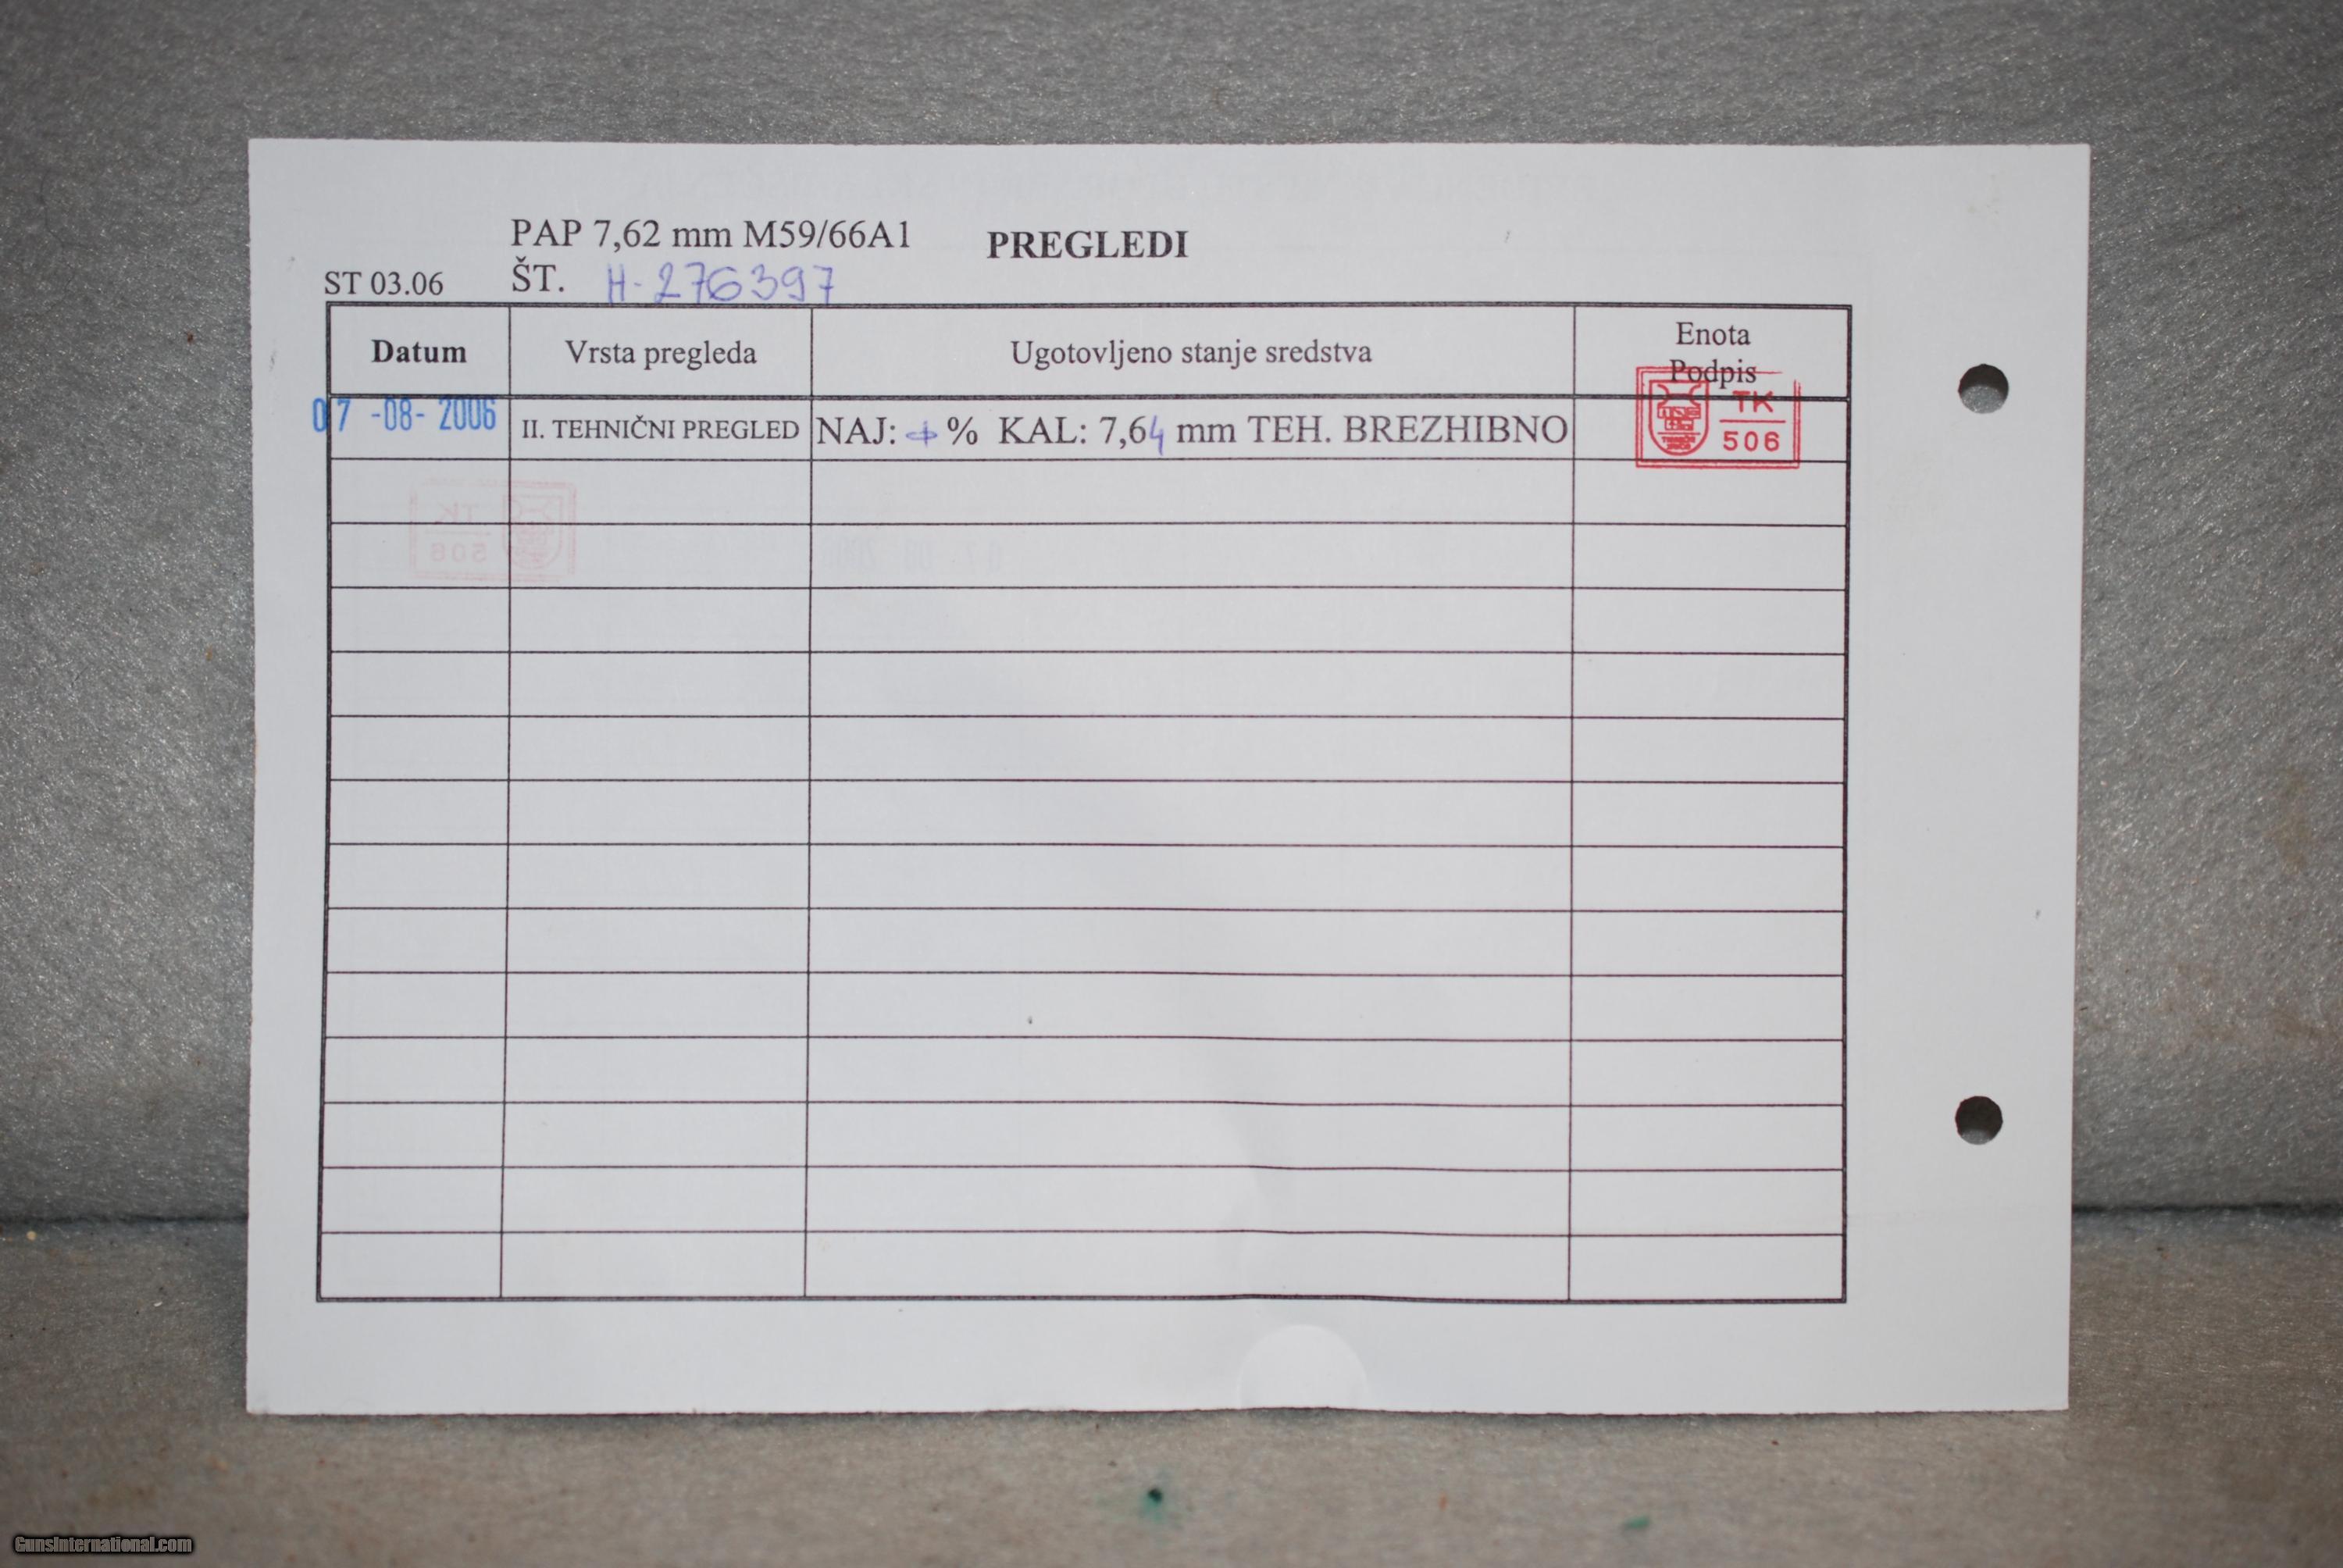 PAP 7,62 mm M59/66A1
PREGLEDI
ST 03.06
ŠT. H-276397
Datum
Vrsta pregleda
Ugotovljeno stanje sredstva
Enota
Podpis
07 -08- 2006
II. TEHNIČNI PREGLED
NAJ: % KAL: 7,64 mm TEH. BREZHIBNO
TK
506
GunsInternational.com